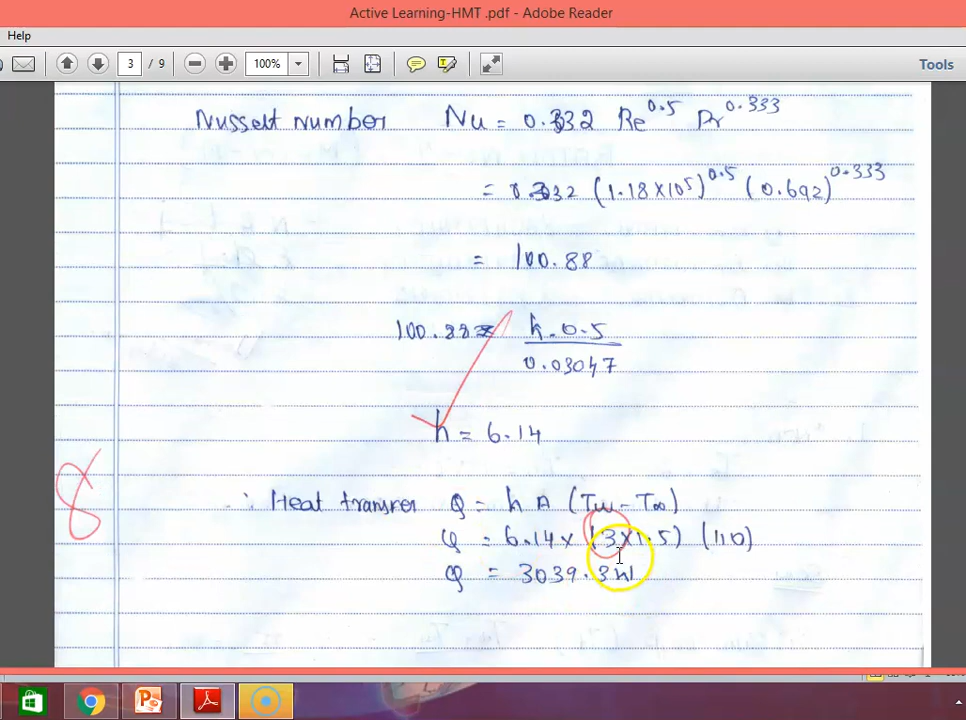 Active Learning-HMT .pdf - Adobe Reader
Help
3 / 9 100% Tools
Nusselt number Nu = 0.332 Re^0.5 Pr^0.333
= 0.332 (1.18×10^5)^0.5 (0.692)^0.333
= 100.88
100.88 = h.0.5
0.03047
h = 6.14
8
∴ Heat transfer Q = h A (Tw - T∞)
Q = 6.14 × (3×1.5) (110)
Q = 3039.3 W